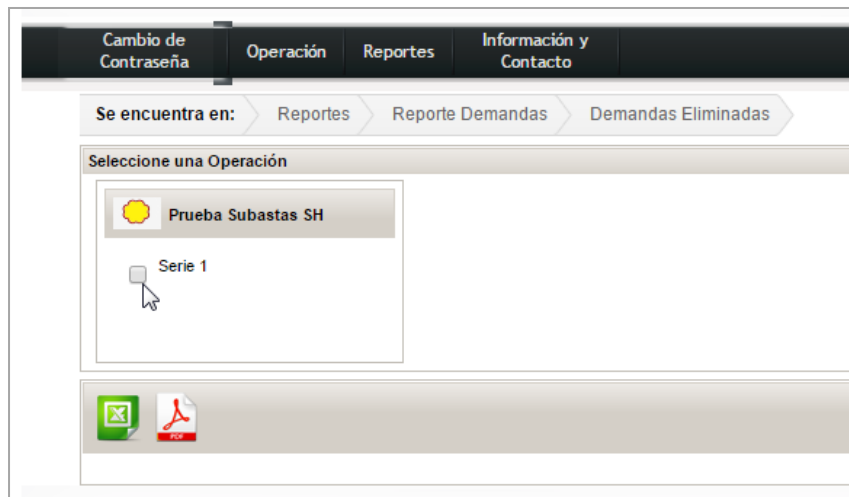 Cambio de
Contraseña
Operación
Reportes
Información y
Contacto
Se encuentra en:
Reportes
Reporte Demandas
Demandas Eliminadas
Seleccione una Operación
Prueba Subastas SH
Serie 1
PDF